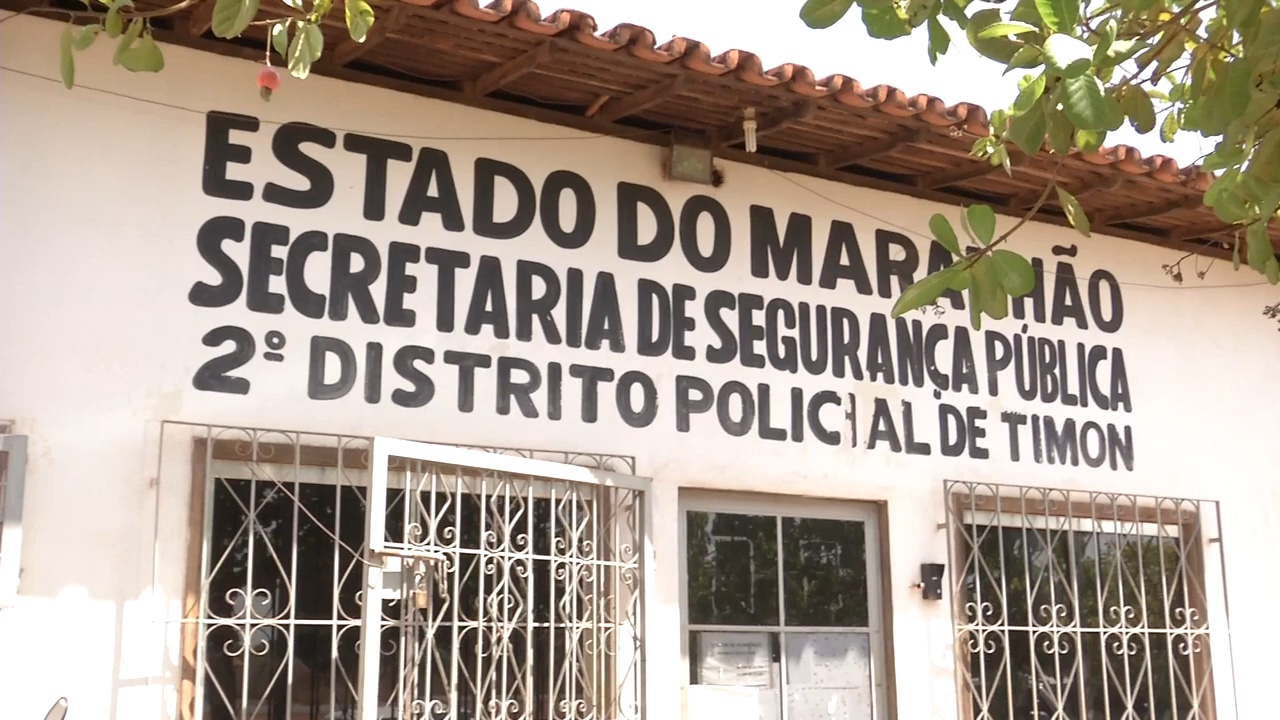 ESTADO DO MARANHÃO
SECRETARIA DE SEGURANÇA PÚBLICA
2º DISTRITO POLICIAL DE TIMON